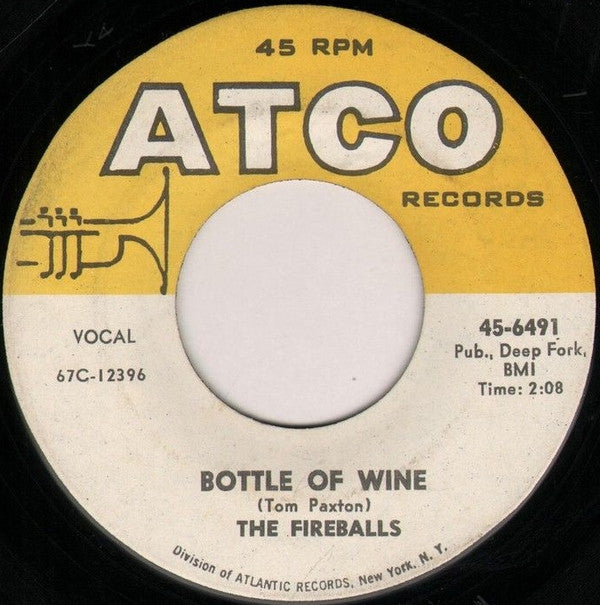 45 RPM
ATCO
RECORDS
VOCAL
67C-12396
45-6491
Pub., Deep Fork,
BMI
Time: 2:08
BOTTLE OF WINE
(Tom Paxton)
THE FIREBALLS
Division of ATLANTIC RECORDS, New York, N. Y.